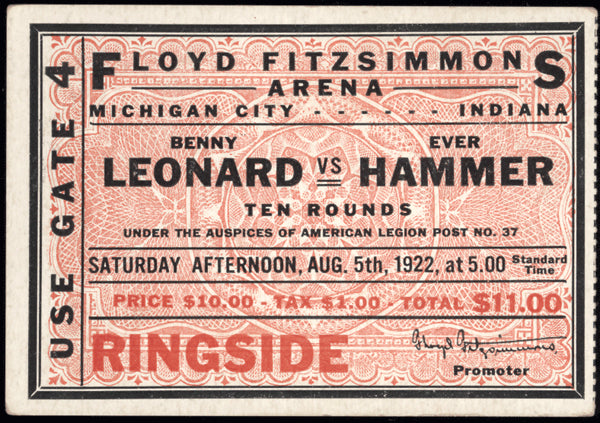 USE GATE 4
FLOYD FITZSIMMONS
ARENA
MICHIGAN CITY - - - - - - INDIANA
BENNY EVER
LEONARD VS HAMMER
TEN ROUNDS
UNDER THE AUSPICES OF AMERICAN LEGION POST NO. 37
SATURDAY AFTERNOON, AUG. 5th, 1922, at 5.00 Standard Time
PRICE $10.00 - TAX $1.00 - TOTAL $11.00
RINGSIDE
Floyd Fitzsimmons
Promoter